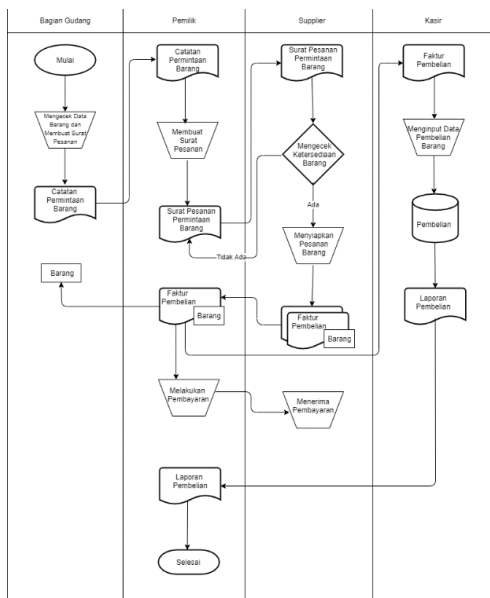 Bagian Gudang
Pemilik
Supplier
Kasir
Mulai
Catatan
Permintaan
Barang
Surat Pesanan
Permintaan
Barang
Faktur
Pembelian
Mengecek Data
Barang dan
Membuat Surat
Pesanan
Membuat
Surat
Pesanan
Mengecek
Ketersediaan
Barang
Menginput Data
Pembelian
Barang
Catatan
Permintaan
Barang
Surat Pesanan
Permintaan
Barang
Ada
Tidak Ada
Menyiapkan
Pesanan
Barang
Pembelian
Barang
Faktur
Pembelian
Barang
Faktur
Pembelian
Barang
Laporan
Pembelian
Melakukan
Pembayaran
Menerima
Pembayaran
Laporan
Pembelian
Selesai